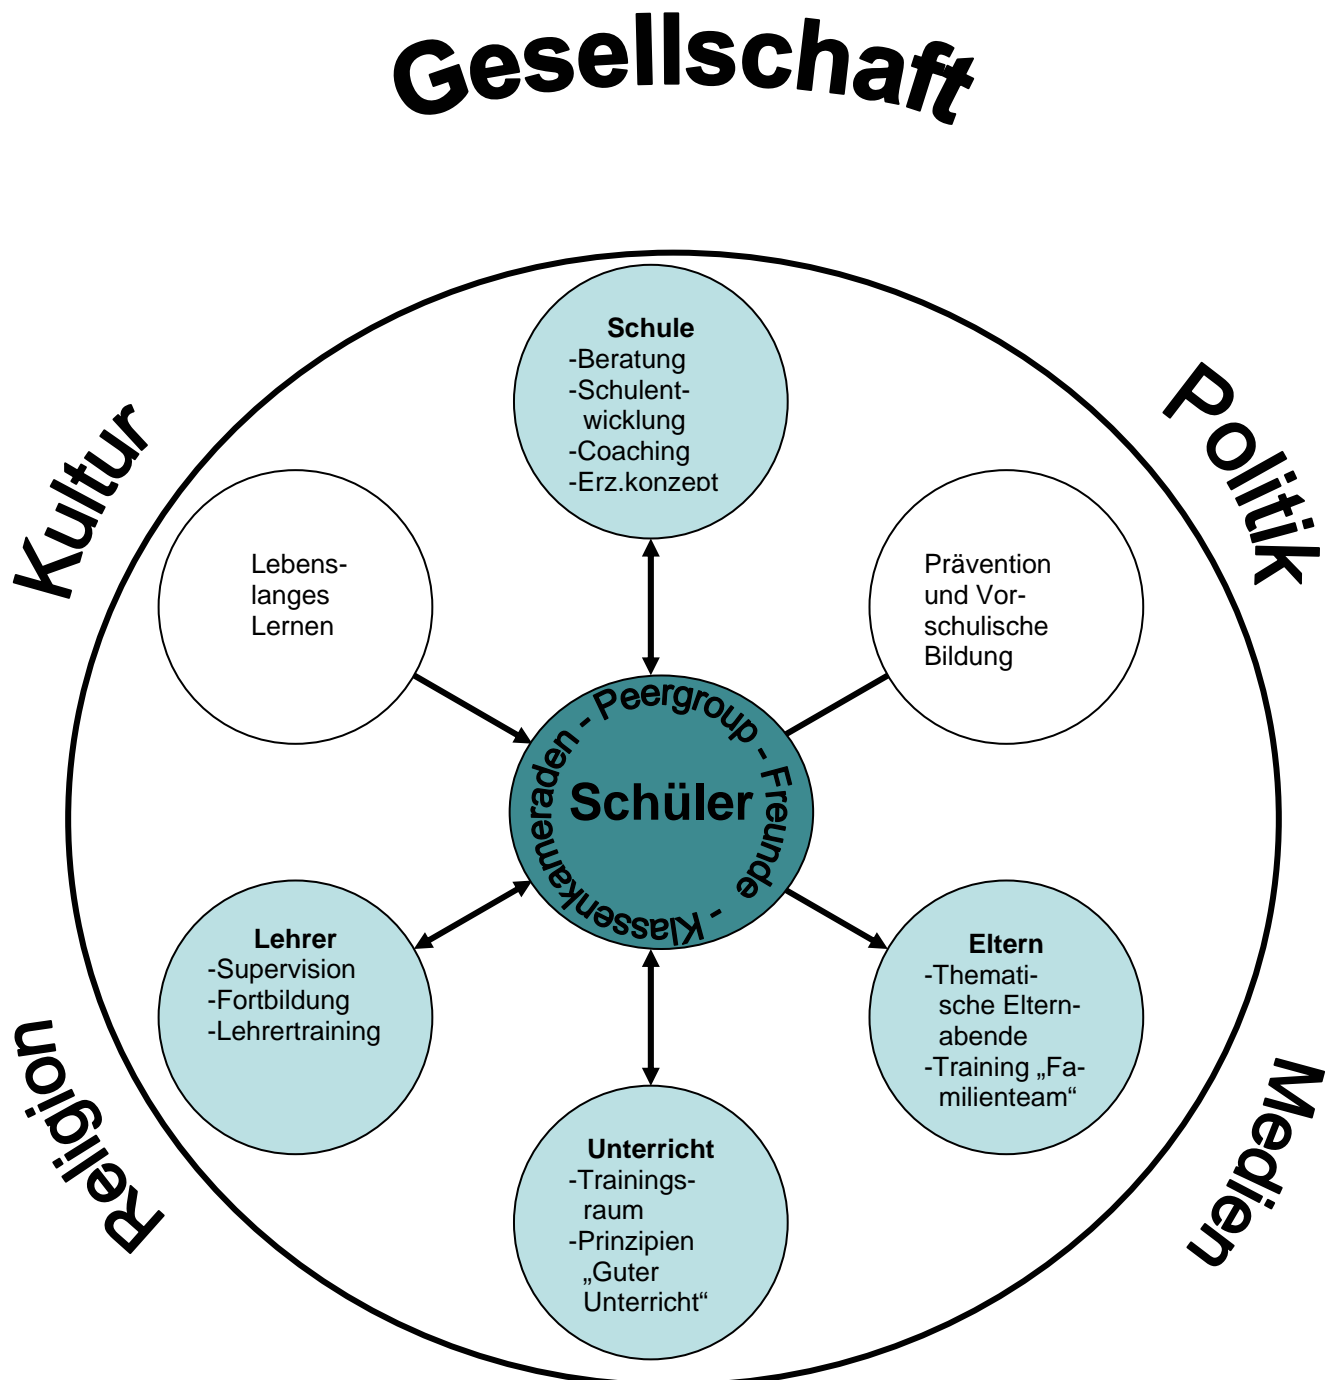 Gesellschaft
Kultur
Politik
Schule
-Beratung
-Schulent-
wicklung
-Coaching
-Erz.konzept
Lebens-
langes
Lernen
Prävention
und Vor-
schulische
Bildung
Klassenkameraden - Peergroup - Freunde -
Schüler
Lehrer
-Supervision
-Fortbildung
-Lehrertraining
Eltern
-Themati-
sche Eltern-
abende
-Training „Fa-
milienteam“
Unterricht
-Trainings-
raum
-Prinzipien
„Guter
Unterricht“
Religion
Medien